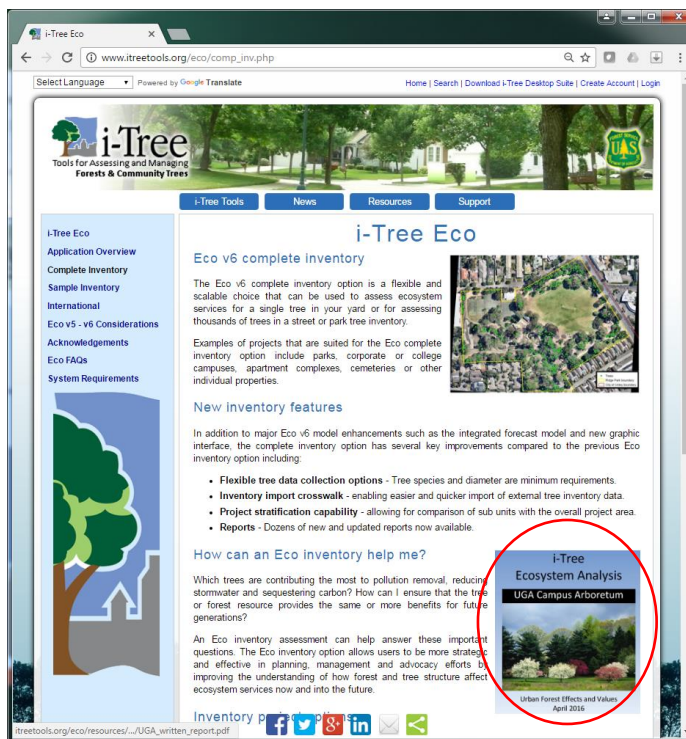 i-Tree Eco
www.itreetools.org/eco/comp_inv.php
Select Language Powered by Google Translate Home | Search | Download i-Tree Desktop Suite | Create Account | Login
i-Tree
Tools for Assessing and Managing
Forests & Community Trees
UAS
i-Tree Tools News Resources Support
i-Tree Eco
Application Overview
Complete Inventory
Sample Inventory
International
Eco v5 - v6 Considerations
Acknowledgements
Eco FAQs
System Requirements
i-Tree Eco
Eco v6 complete inventory
The Eco v6 complete inventory option is a flexible and
scalable choice that can be used to assess ecosystem
services for a single tree in your yard or for assessing
thousands of trees in a street or park tree inventory.
Examples of projects that are suited for the Eco complete
inventory option include parks, corporate or college
campuses, apartment complexes, cemeteries or other
individual properties.
New inventory features
In addition to major Eco v6 model enhancements such as the integrated forecast model and new graphic
interface, the complete inventory option has several key improvements compared to the previous Eco
inventory option including:
• Flexible tree data collection options - Tree species and diameter are minimum requirements.
• Inventory import crosswalk - enabling easier and quicker import of external tree inventory data.
• Project stratification capability - allowing for comparison of sub units with the overall project area.
• Reports - Dozens of new and updated reports now available.
How can an Eco inventory help me?
Which trees are contributing the most to pollution removal, reducing
stormwater and sequestering carbon? How can I ensure that the tree
or forest resource provides the same or more benefits for future
generations?
An Eco inventory assessment can help answer these important
questions. The Eco inventory option allows users to be more strategic
and effective in planning, management and advocacy efforts by
improving the understanding of how forest and tree structure affect
ecosystem services now and into the future.
i-Tree
Ecosystem Analysis
UGA Campus Arboretum
Urban Forest Effects and Values
April 2016
Inventory project options
itreetools.org/eco/resources/.../UGA_written_report.pdf